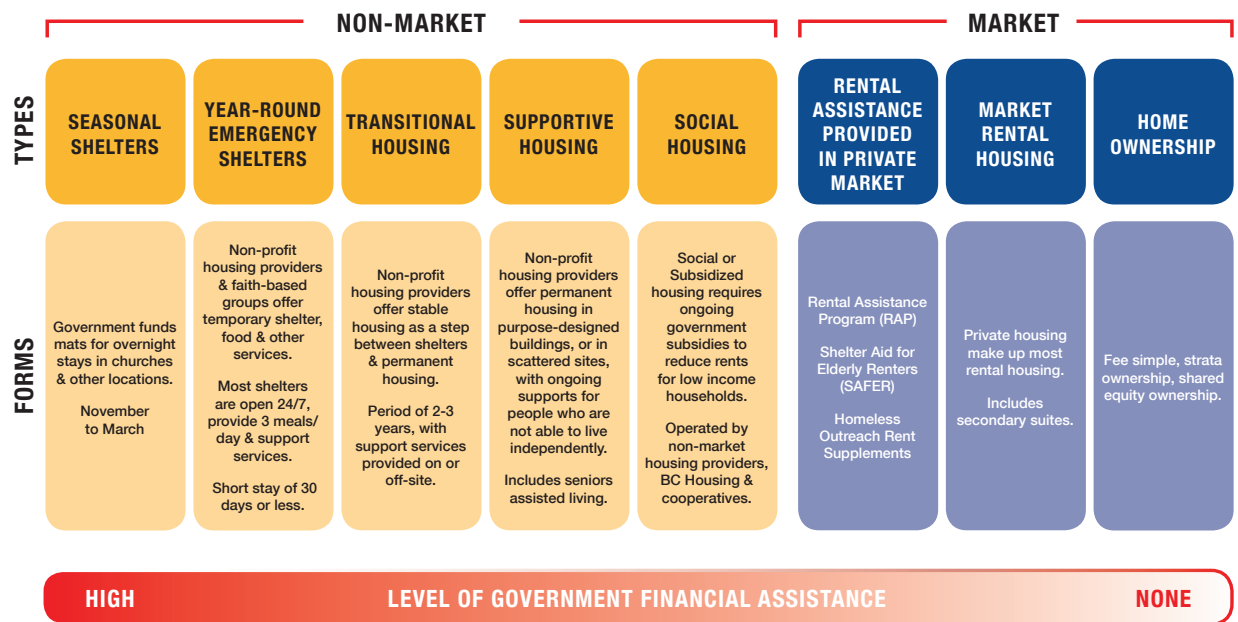 NON-MARKET
MARKET
TYPES
SEASONAL
SHELTERS
YEAR-ROUND
EMERGENCY
SHELTERS
TRANSITIONAL
HOUSING
SUPPORTIVE
HOUSING
SOCIAL
HOUSING
RENTAL
ASSISTANCE
PROVIDED
IN PRIVATE
MARKET
MARKET
RENTAL
HOUSING
HOME
OWNERSHIP
FORMS
Government funds
mats for overnight
stays in churches
& other locations.
November
to March
Non-profit
housing providers
& faith-based
groups offer
temporary shelter,
food & other
services.
Most shelters
are open 24/7,
provide 3 meals/
day & support
services.
Short stay of 30
days or less.
Non-profit
housing providers
offer stable
housing as a step
between shelters
& permanent
housing.
Period of 2-3
years, with
support services
provided on or
off-site.
Non-profit
housing providers
offer permanent
housing in
purpose-designed
buildings, or in
scattered sites,
with ongoing
supports for
people who are
not able to live
independently.
Includes seniors
assisted living.
Social or
Subsidized
housing requires
ongoing
government
subsidies to
reduce rents
for low income
households.
Operated by
non-market
housing providers,
BC Housing &
cooperatives.
Rental Assistance
Program (RAP)
Shelter Aid for
Elderly Renters
(SAFER)
Homeless
Outreach Rent
Supplements
Private housing
make up most
rental housing.
Includes
secondary suites.
Fee simple, strata
ownership, shared
equity ownership.
HIGH
LEVEL OF GOVERNMENT FINANCIAL ASSISTANCE
NONE